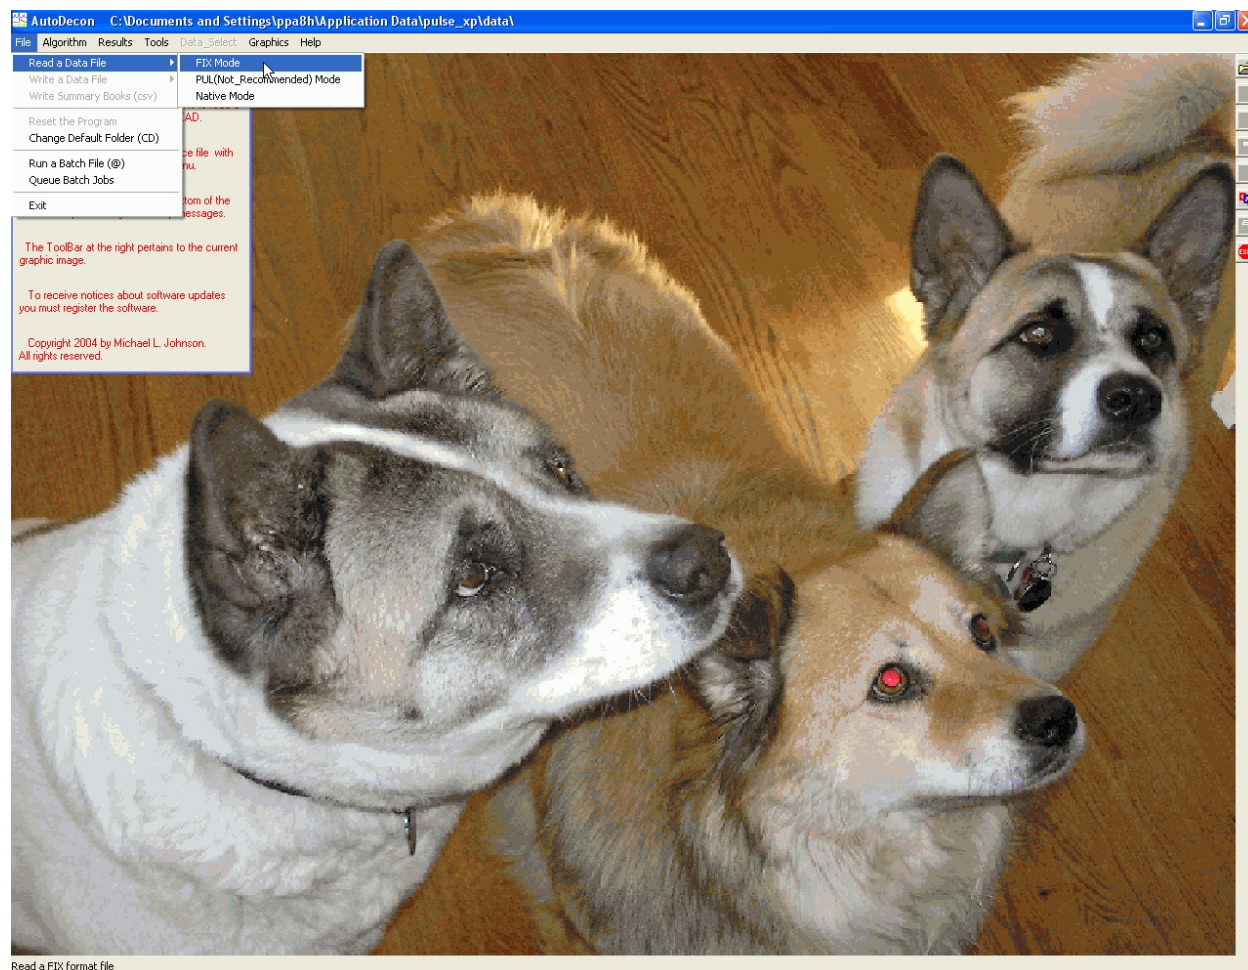 AutoDecon C:\Documents and Settings\ppa8h\Application Data\pulse_xp\data\
File Algorithm Results Tools Data_Select Graphics Help
Read a Data File
FIX Mode
Write a Data File
PUL(Not_Recommended) Mode
Write Summary Books (csv)
Native Mode
AD.
Reset the Program
Change Default Folder (CD)
ce file with
nu.
Run a Batch File (@)
Queue Batch Jobs
tom of the
Exit
essages.
The ToolBar at the right pertains to the current
graphic image.
To receive notices about software updates
you must register the software.
Copyright 2004 by Michael L. Johnson.
All rights reserved.
Read a FIX format file